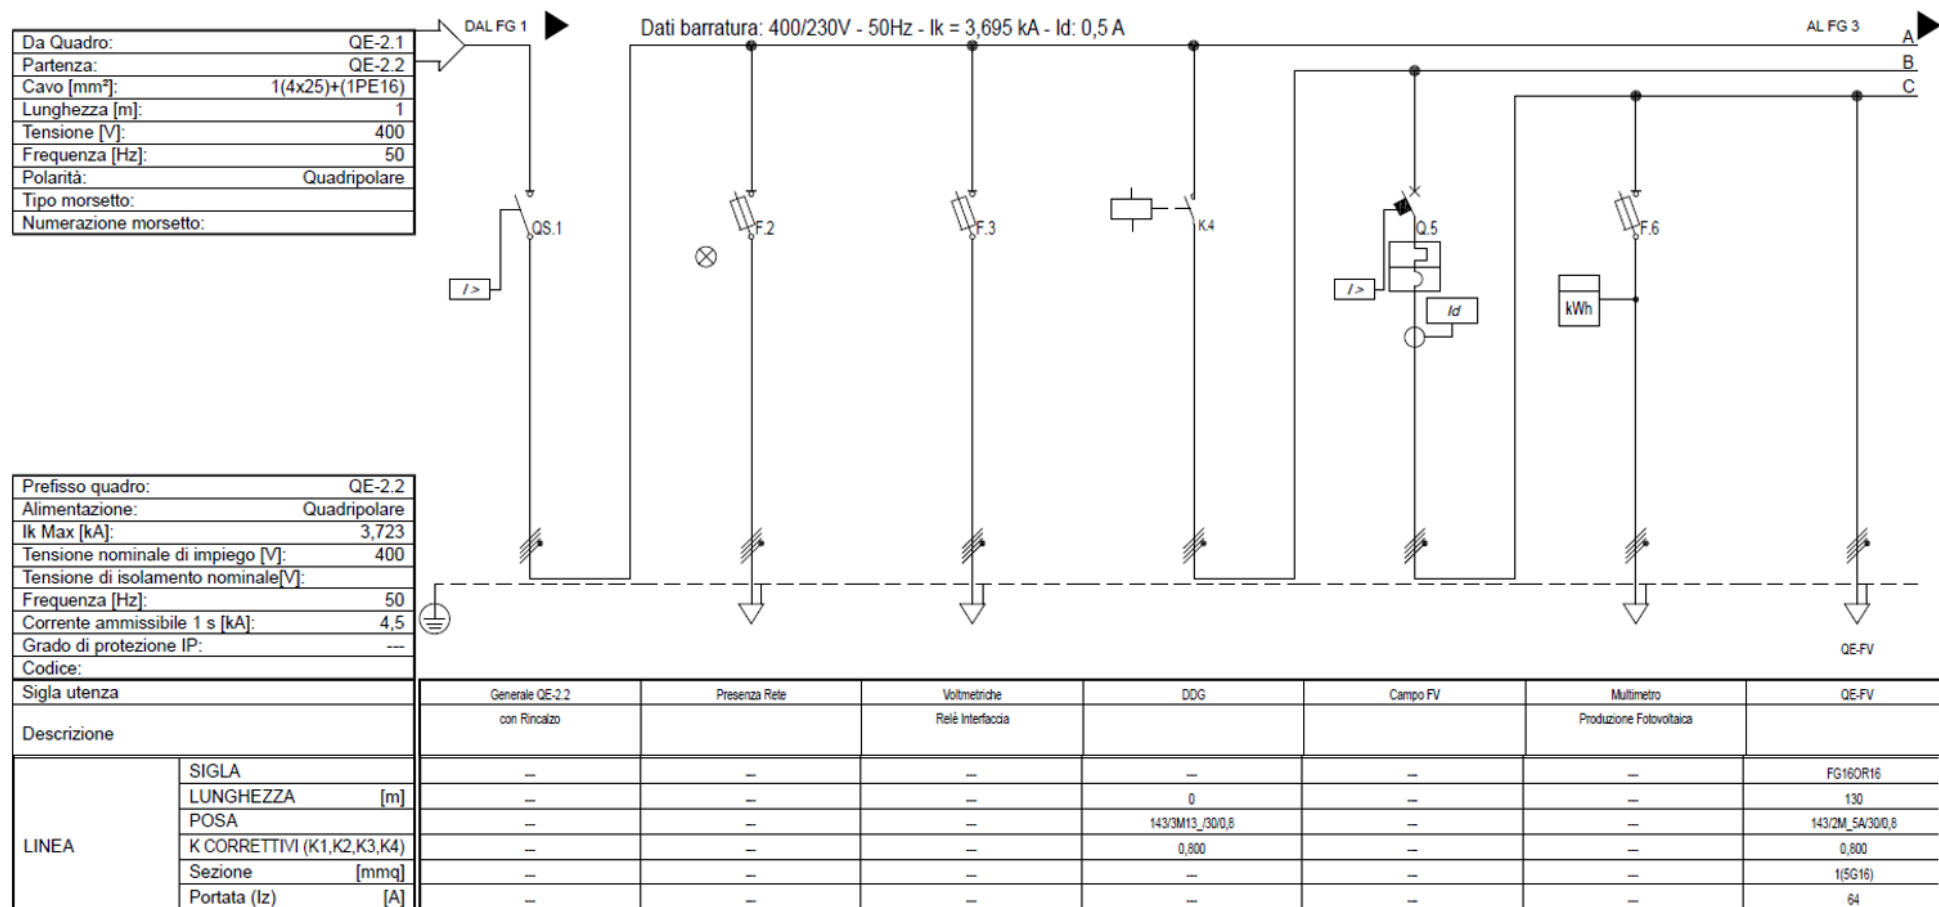 DAL FG 1
Dati barratura: 400/230V - 50Hz - Ik = 3,695 kA - Id: 0,5 A
AL FG 3
A
B
C
Da Quadro: QE-2.1
Partenza: QE-2.2
Cavo [mm²]: 1(4x25)+(1PE16)
Lunghezza [m]: 1
Tensione [V]: 400
Frequenza [Hz]: 50
Polarità: Quadripolare
Tipo morsetto:
Numerazione morsetto:
QS.1
F.2
F.3
K.4
Q.5
F.6
I >
I >
Id
kWh
Prefisso quadro: QE-2.2
Alimentazione: Quadripolare
Ik Max [kA]: 3,723
Tensione nominale di impiego [V]: 400
Tensione di isolamento nominale[V]:
Frequenza [Hz]: 50
Corrente ammissibile 1 s [kA]: 4,5
Grado di protezione IP: ---
Codice:
QE-FV
Sigla utenza Generale QE-2.2 Presenza Rete Voltmetriche DDG Campo FV Multimetro QE-FV
Descrizione con Rincalzo Relè Interfaccia Produzione Fotovoltaica
LINEA
SIGLA --- --- --- --- --- --- FG16OR16
LUNGHEZZA [m] --- --- --- 0 --- --- 130
POSA --- --- --- 143/3M13_/30/0,8 --- --- 143/2M_5A/30/0,8
K CORRETTIVI (K1,K2,K3,K4) --- --- --- 0,800 --- --- 0,800
Sezione [mmq] --- --- --- --- --- --- 1(5G16)
Portata (Iz) [A] --- --- --- --- --- --- 64